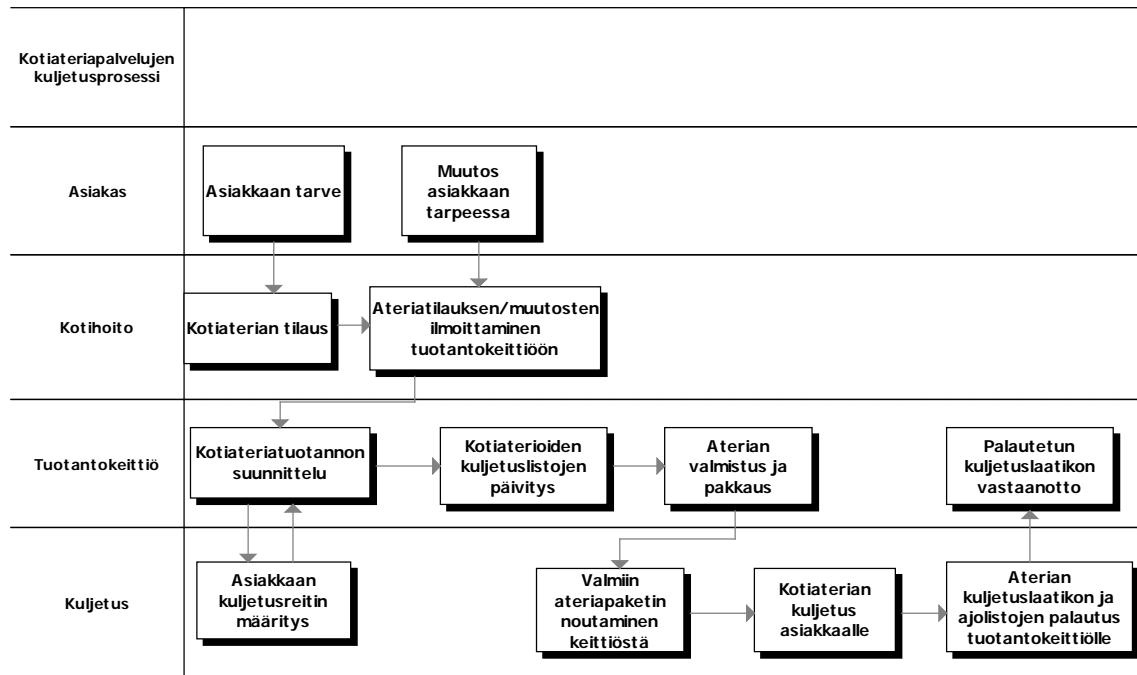 Kotiateriapalvelujen
kuljetusprosessi
Asiakas
Asiakkaan tarve
Muutos
asiakkaan
tarpeessa
Kotihoito
Kotiaterian tilaus
Ateriatilauksen/muutosten
ilmoittaminen
tuotantokeittiöön
Tuotantokeittiö
Kotiateriatuotannon
suunnittelu
Kotiaterioiden
kuljetuslistojen
päivitys
Aterian
valmistus ja
pakkaus
Palautetun
kuljetuslaatikon
vastaanotto
Kuljetus
Asiakkaan
kuljetusreitin
määritys
Valmiin
ateriapaketin
noutaminen
keittiöstä
Kotiaterian
kuljetus
asiakkaalle
Aterian
kuljetuslaatikon ja
ajolistojen palautus
tuotantokeittiölle